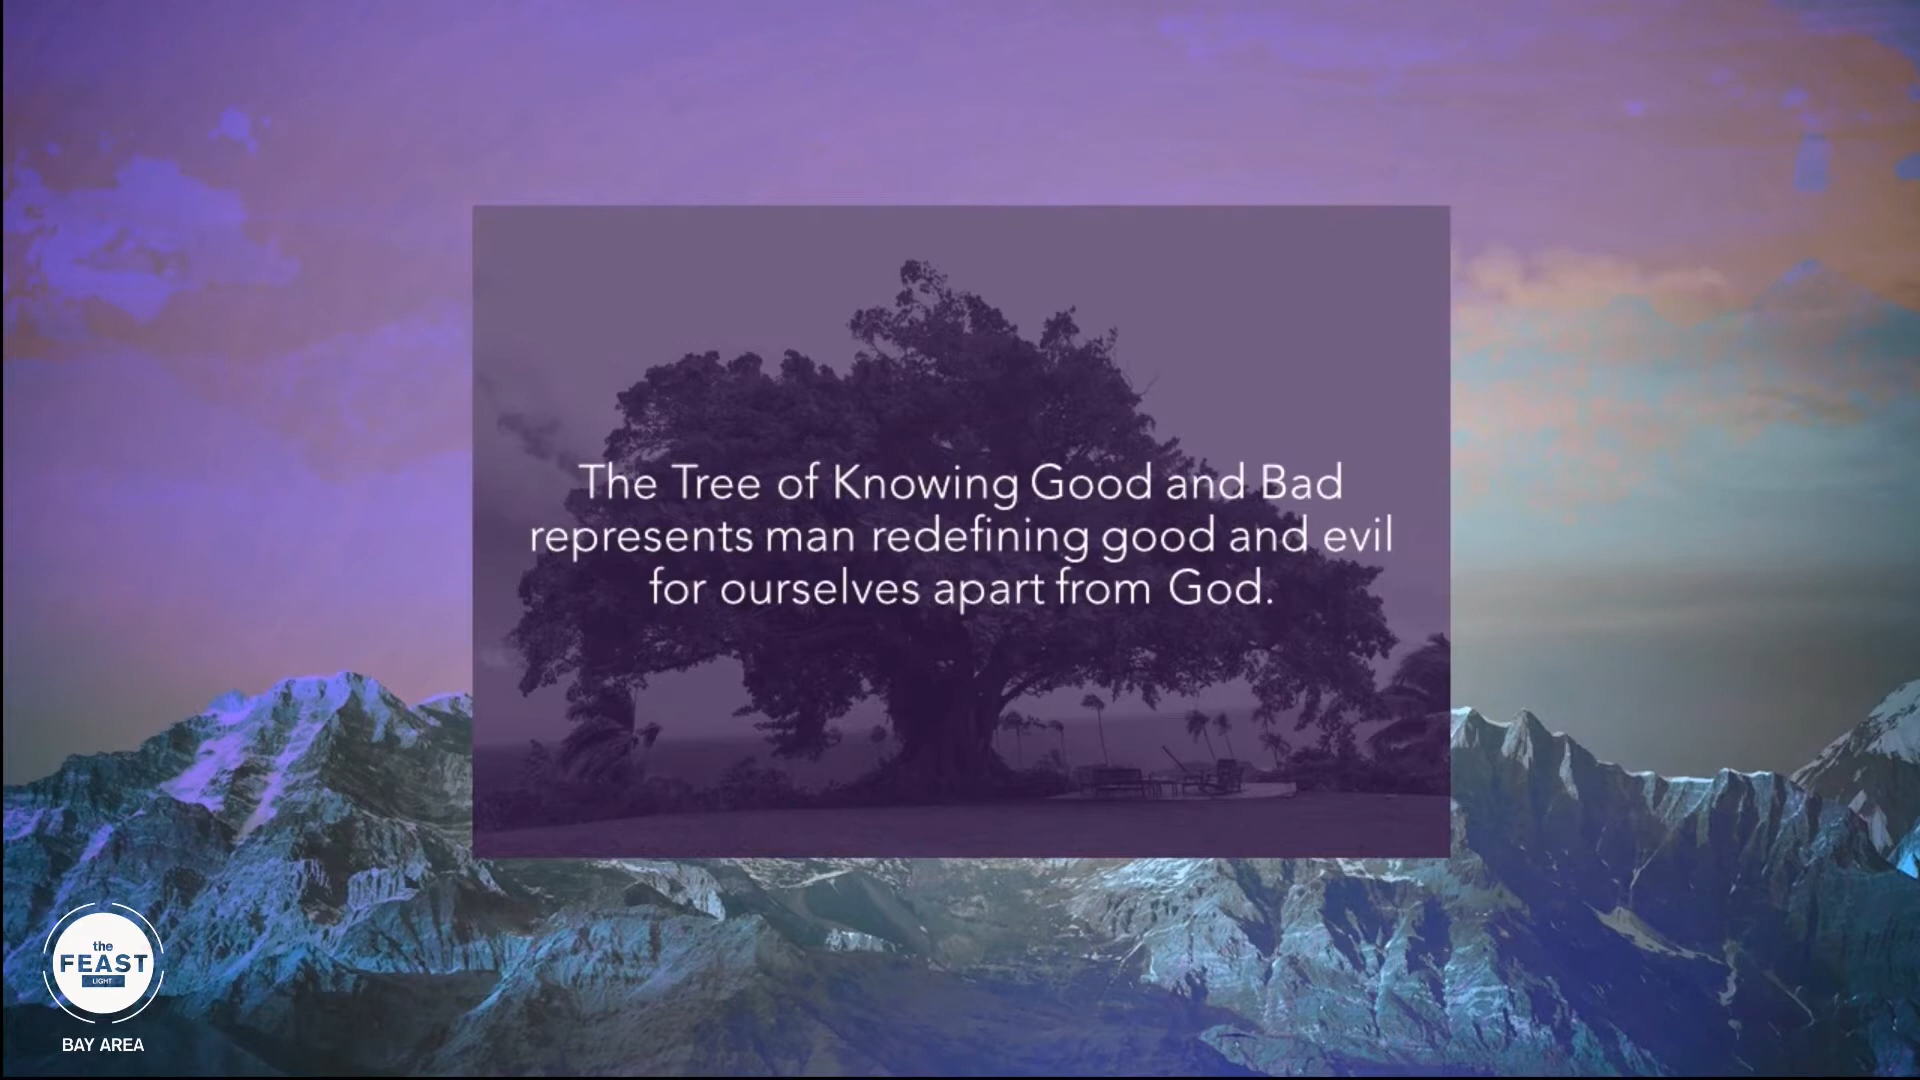 The Tree of Knowing Good and Bad
represents man redefining good and evil
for ourselves apart from God.
the
FEAST
LIGHT
BAY AREA